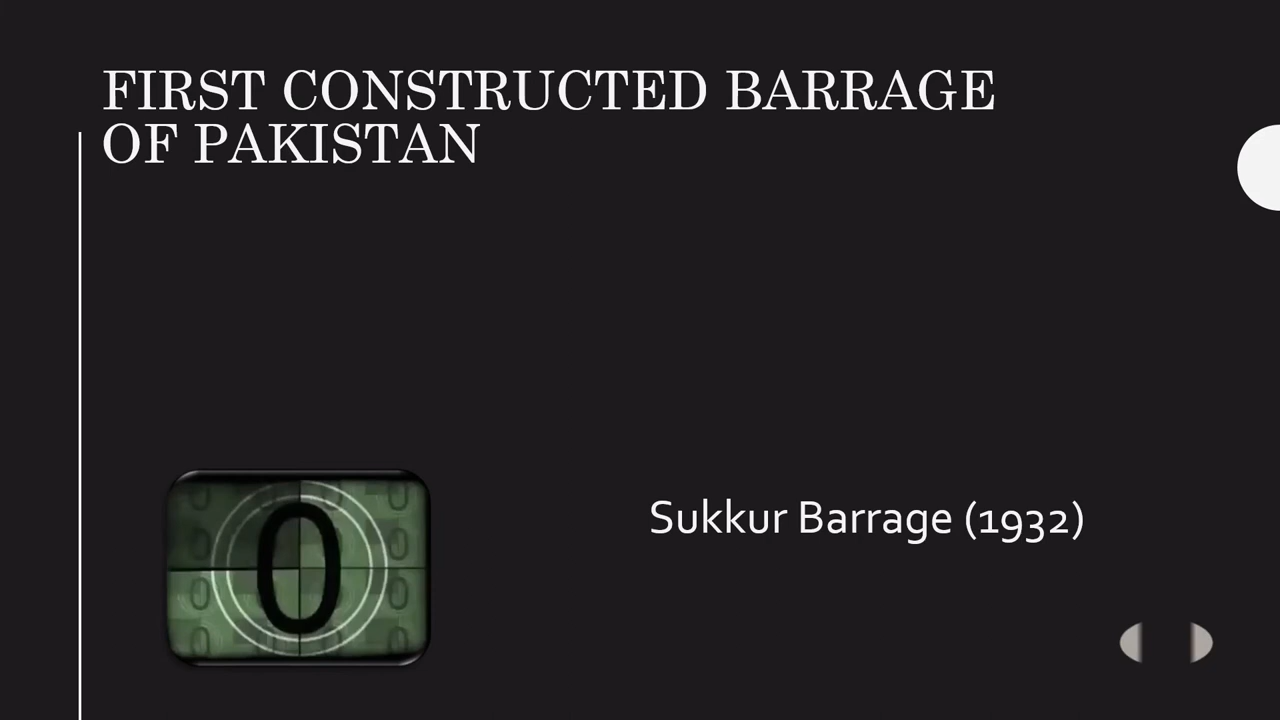 FIRST CONSTRUCTED BARRAGE
OF PAKISTAN
0
Sukkur Barrage (1932)